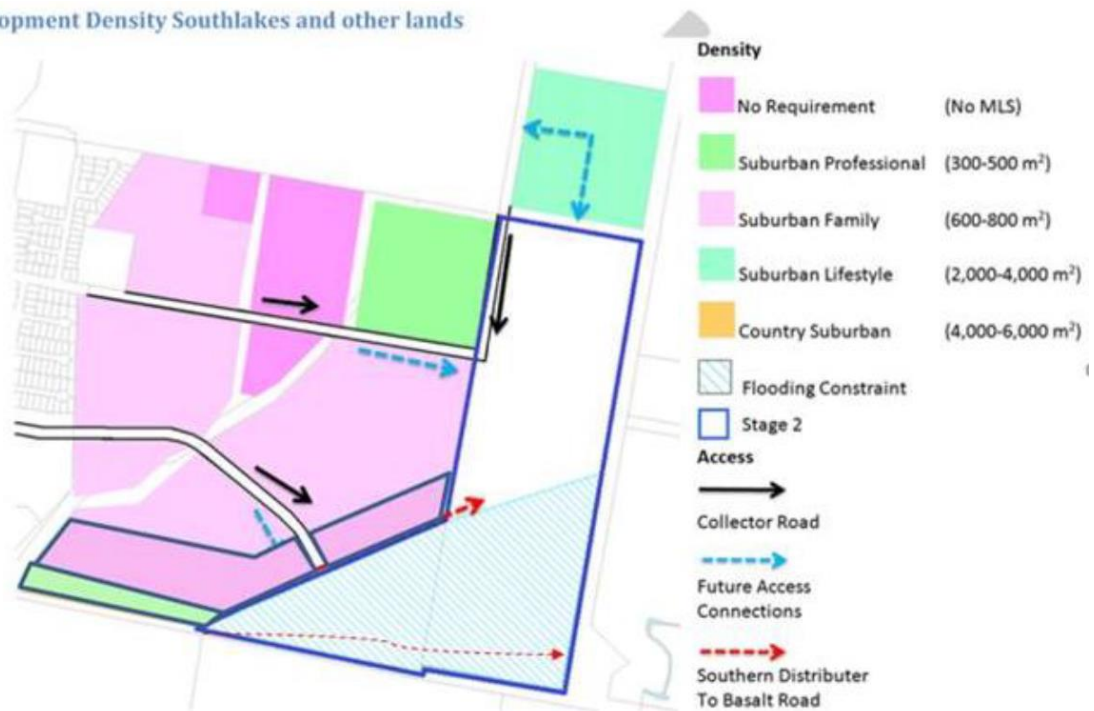 opment Density Southlakes and other lands
Density
No Requirement (No MLS)
Suburban Professional (300-500 m²)
Suburban Family (600-800 m²)
Suburban Lifestyle (2,000-4,000 m²)
Country Suburban (4,000-6,000 m²)
Flooding Constraint
Stage 2
Access
Collector Road
Future Access
Connections
Southern Distributer
To Basalt Road